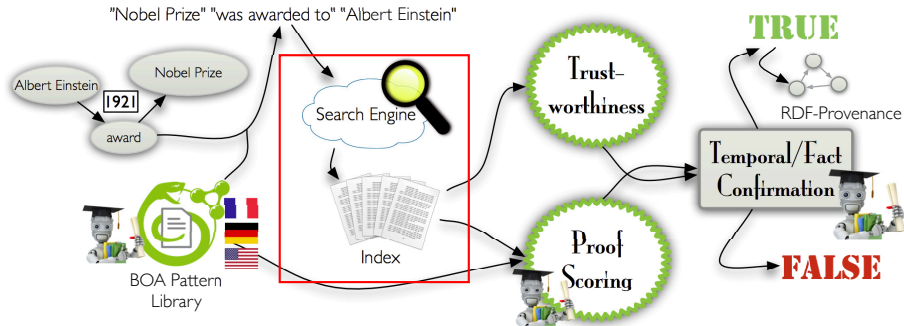 "Nobel Prize" "was awarded to" "Albert Einstein"
TRUE
Albert Einstein
Nobel Prize
1921
award
Search Engine
Trust-
worthiness
RDF-Provenance
Temporal/Fact
Confirmation
BOA Pattern
Library
Index
Proof
Scoring
FALSE